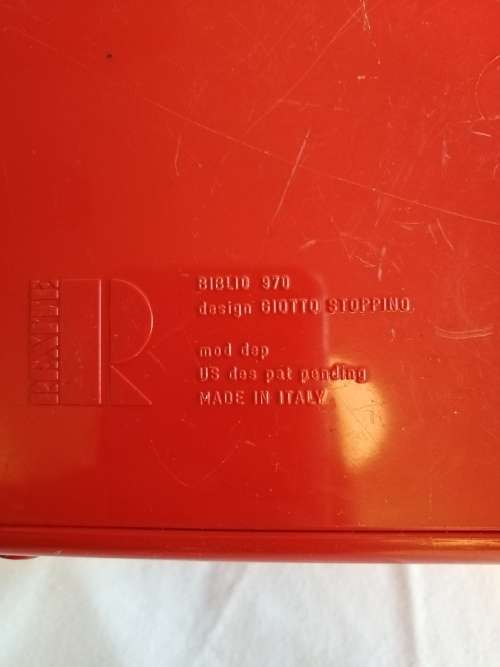 REXITE
R
BIBLIO 970
design GIOTTO STOPPINO
mod dep
US des pat pending
MADE IN ITALY